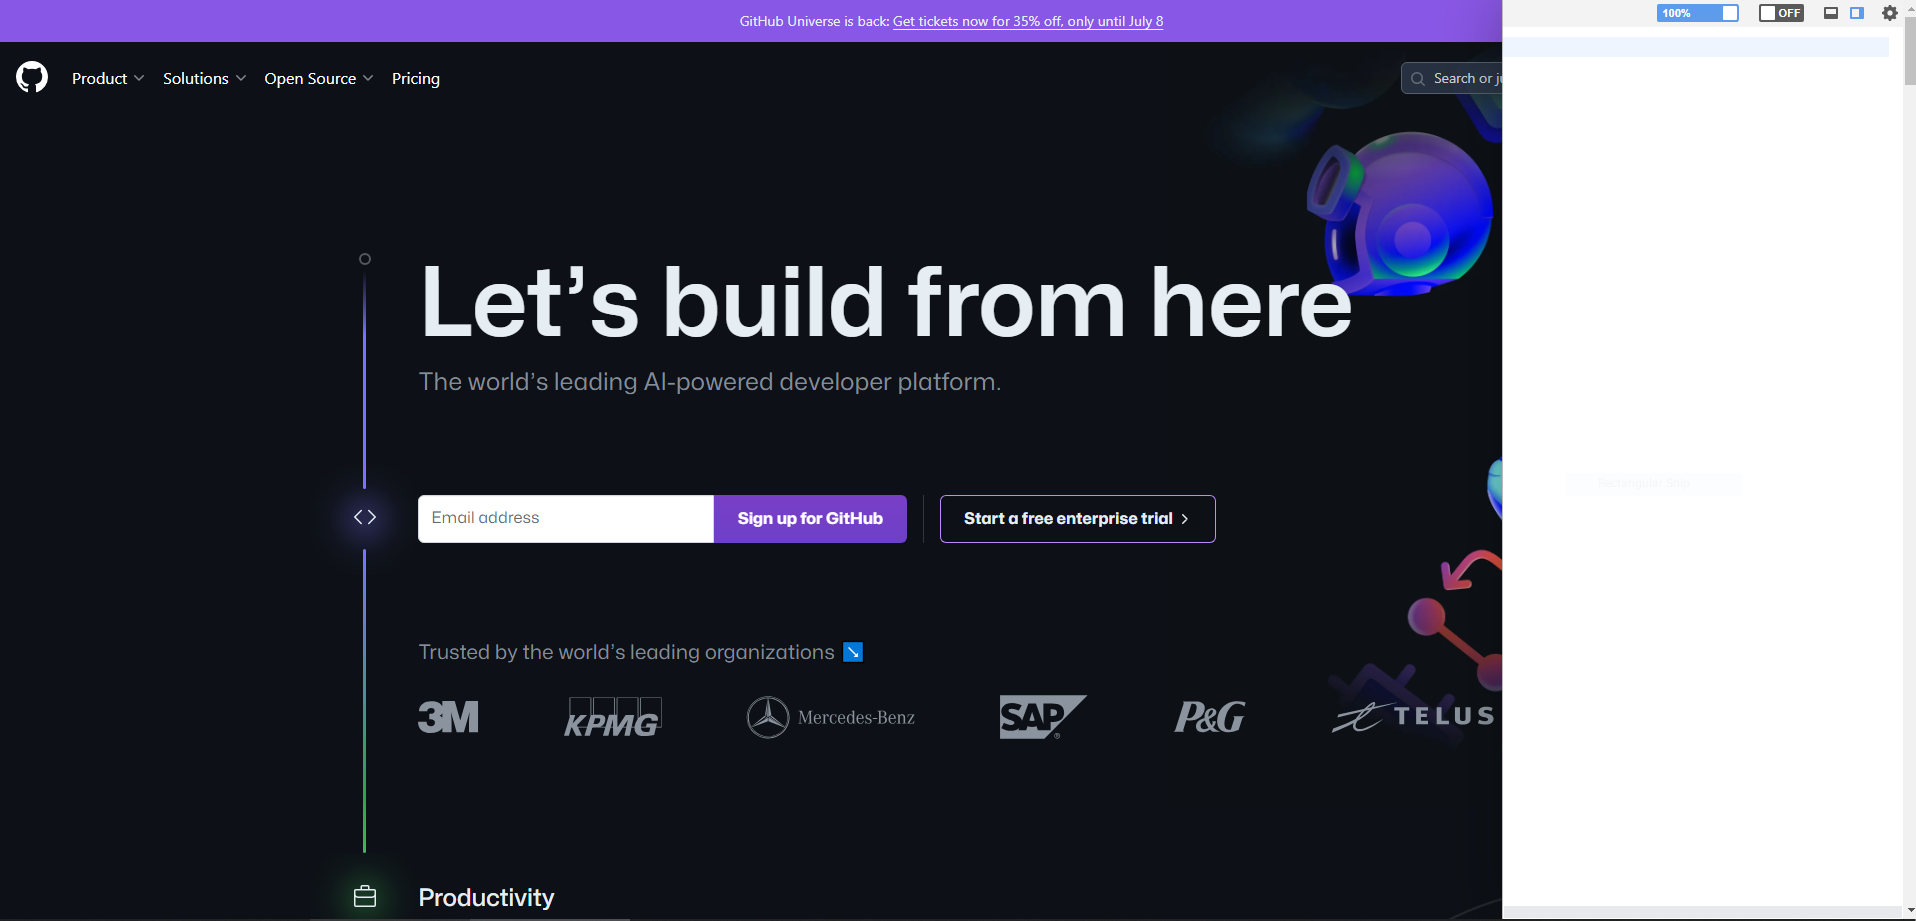 GitHub Universe is back: Get tickets now for 35% off, only until July 8
100%
OFF
Product
Solutions
Open Source
Pricing
Search or
Let’s build from here
The world’s leading AI-powered developer platform.
Email address
Sign up for GitHub
Start a free enterprise trial
Trusted by the world’s leading organizations
3M
KPMG
Mercedes-Benz
SAP
P&G
TELUS
Productivity